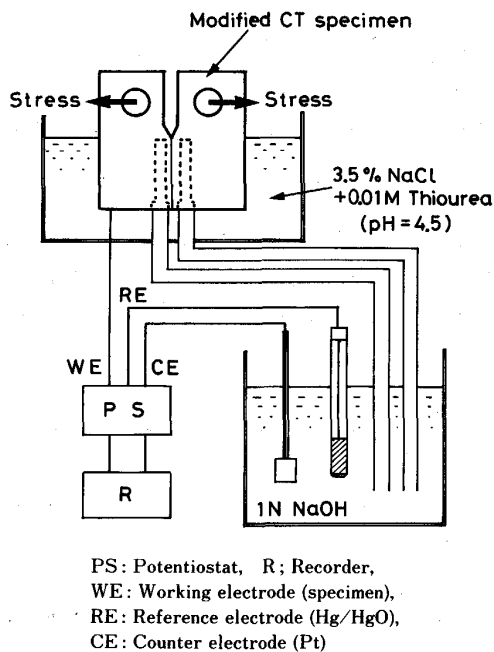 Modified CT specimen
Stress
Stress
3.5% NaCl
+0.01M Thiourea
(pH=4.5)
RE
WE
CE
P S
R
1N NaOH
PS: Potentiostat, R; Recorder,
WE: Working electrode (specimen),
RE: Reference electrode (Hg/HgO),
CE: Counter electrode (Pt)